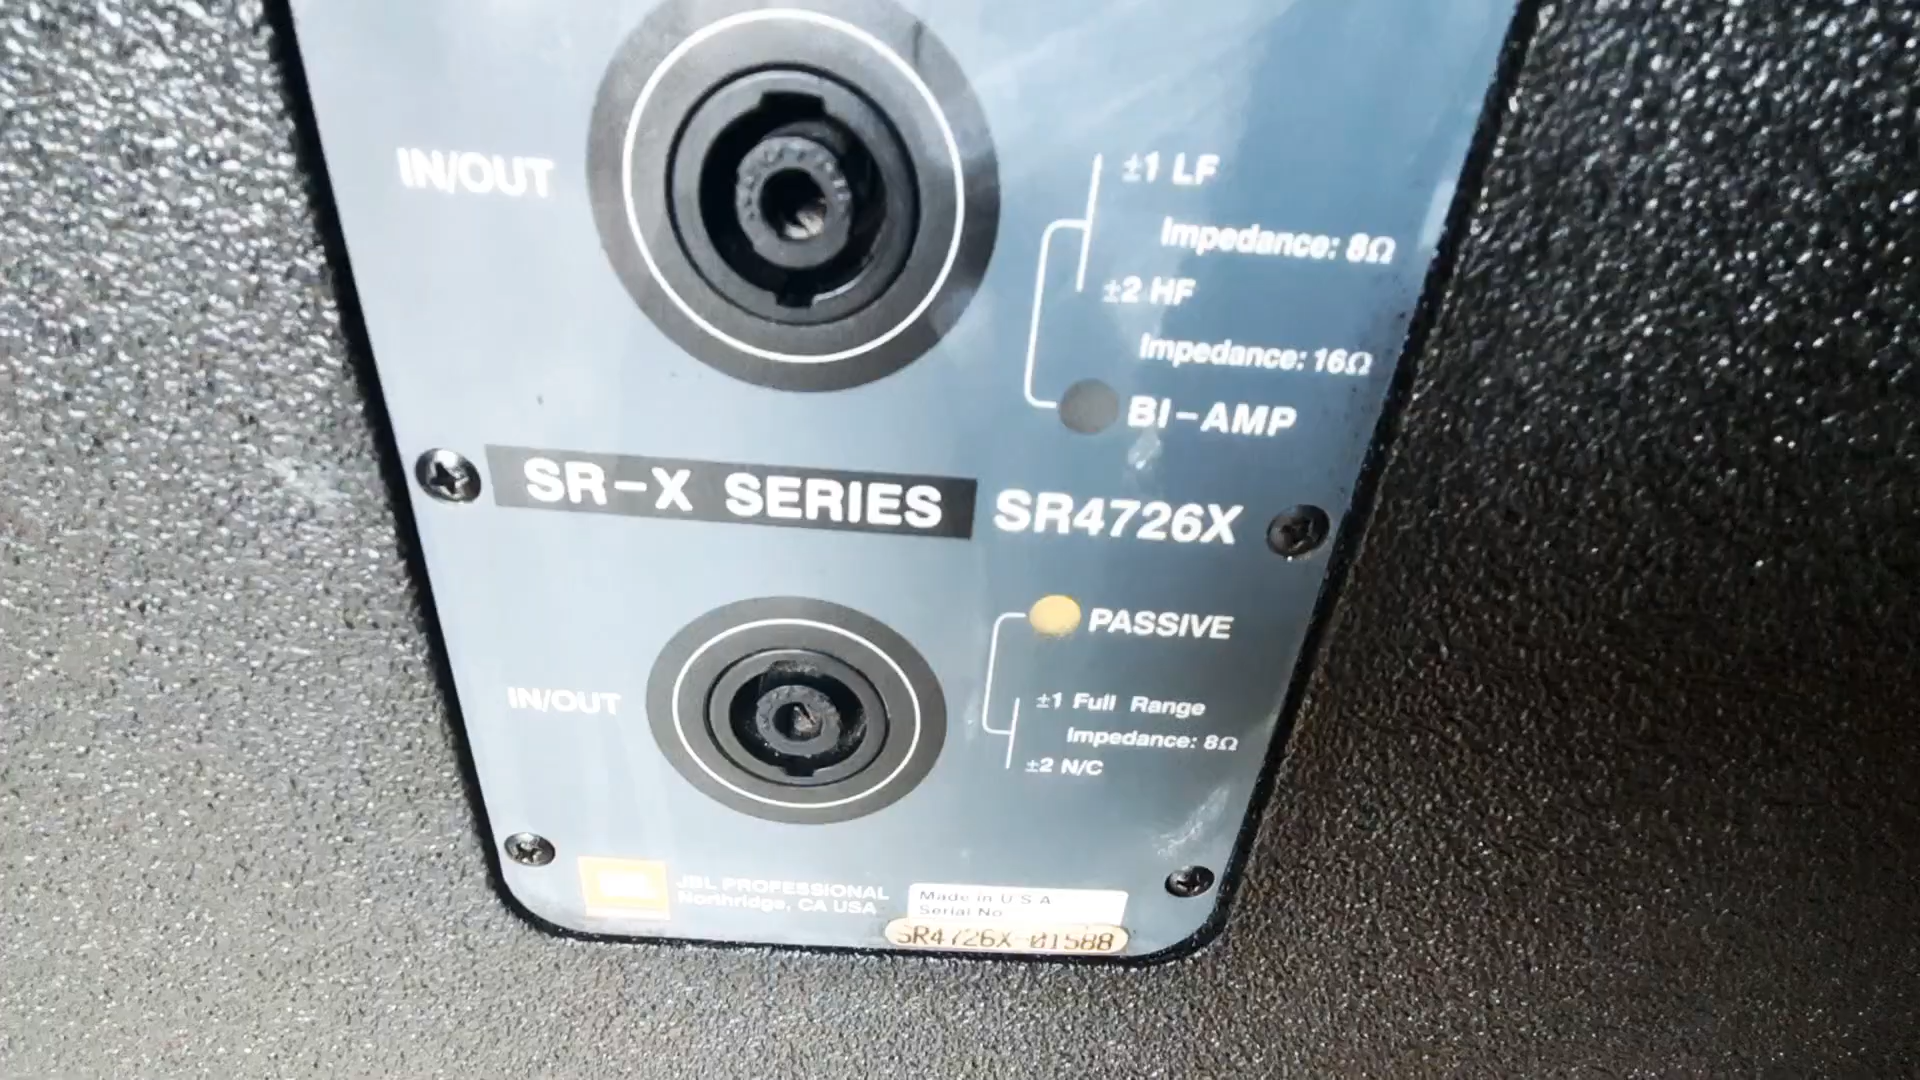 IN/OUT
±1 LF
Impedance: 8Ω
±2 HF
Impedance: 16Ω
BI-AMP
SR-X SERIES SR4726X
PASSIVE
IN/OUT
±1 Full Range
Impedance: 8Ω
±2 N/C
JBL PROFESSIONAL
Northridge, CA USA
Made in U S A
Serial No
SR4726X-01588